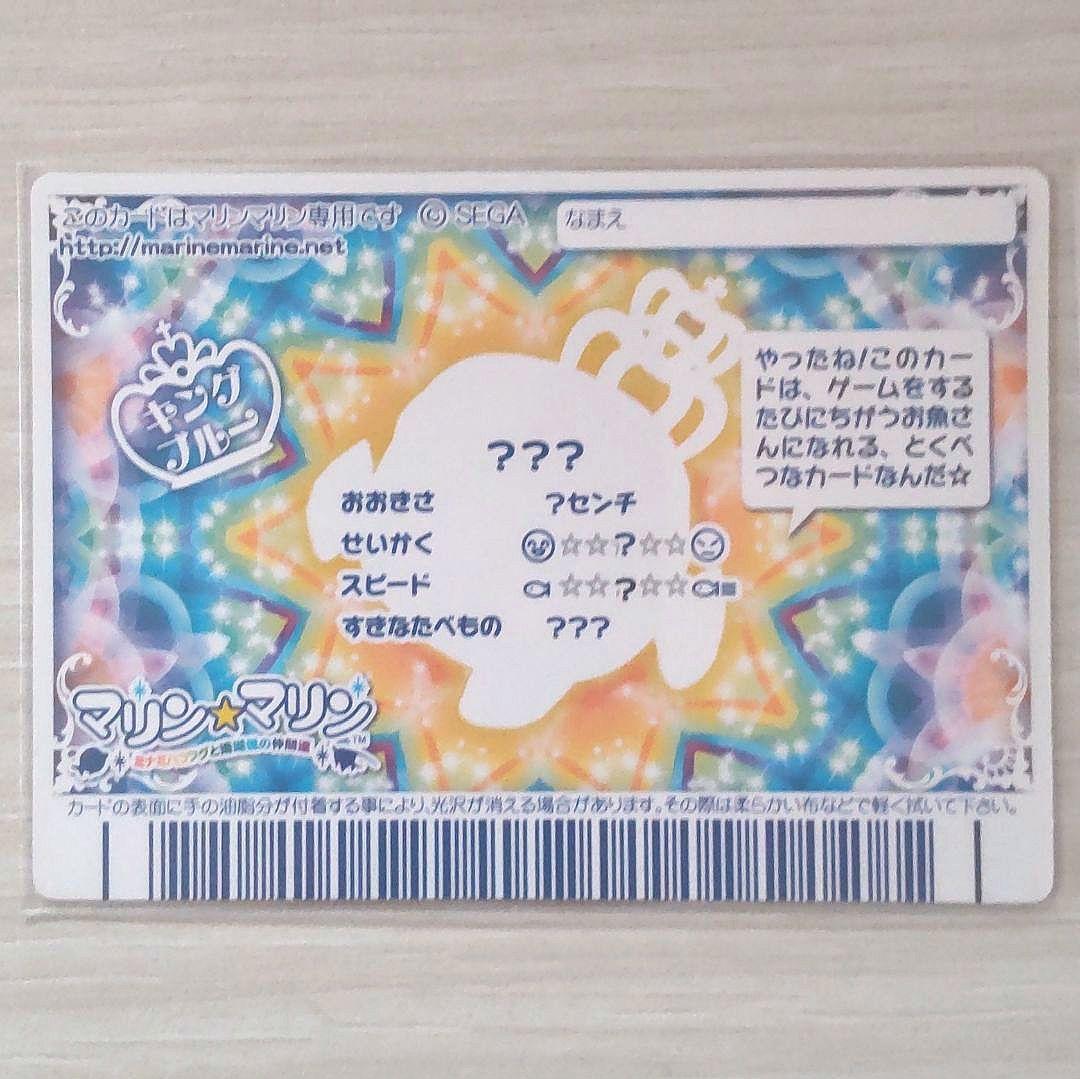 このカードはマリンマリン専用です © SEGA
http://marinemarine.net
なまえ
キング
ブルー
やったね!このカー
ドは、ゲームをする
たびにちがうお魚さ
んになれる、とくべ
つなカードなんだ☆
???
おおきさ ?センチ
せいかく ☆☆?☆☆
スピード ☆☆?☆☆
すきなたべもの ???
マリン★マリン™
カードの表面に手の油脂分が付着する事により、光沢が消える場合があります。その際は柔らかい布などで軽く拭いて下さい。